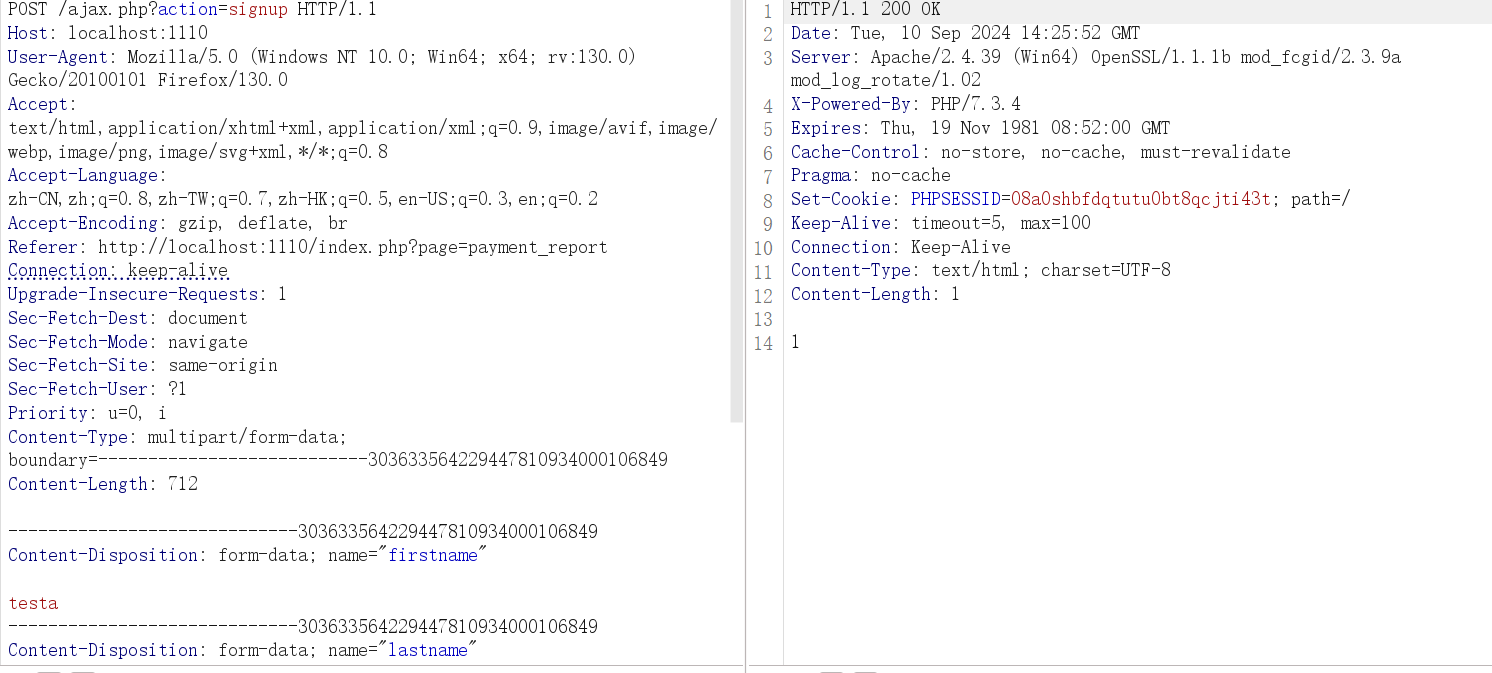 POST /ajax.php?action=signup HTTP/1.1
Host: localhost:1110
User-Agent: Mozilla/5.0 (Windows NT 10.0; Win64; x64; rv:130.0)
Gecko/20100101 Firefox/130.0
Accept:
text/html,application/xhtml+xml,application/xml;q=0.9,image/avif,image/
webp,image/png,image/svg+xml,*/*;q=0.8
Accept-Language:
zh-CN,zh;q=0.8,zh-TW;q=0.7,zh-HK;q=0.5,en-US;q=0.3,en;q=0.2
Accept-Encoding: gzip, deflate, br
Referer: http://localhost:1110/index.php?page=payment_report
Connection: keep-alive
Upgrade-Insecure-Requests: 1
Sec-Fetch-Dest: document
Sec-Fetch-Mode: navigate
Sec-Fetch-Site: same-origin
Sec-Fetch-User: ?1
Priority: u=0, i
Content-Type: multipart/form-data;
boundary=---------------------------303633564229447810934000106849
Content-Length: 712

-----------------------------303633564229447810934000106849
Content-Disposition: form-data; name="firstname"

testa
-----------------------------303633564229447810934000106849
Content-Disposition: form-data; name="lastname"
1 HTTP/1.1 200 OK
2 Date: Tue, 10 Sep 2024 14:25:52 GMT
3 Server: Apache/2.4.39 (Win64) OpenSSL/1.1.1b mod_fcgid/2.3.9a
mod_log_rotate/1.02
4 X-Powered-By: PHP/7.3.4
5 Expires: Thu, 19 Nov 1981 08:52:00 GMT
6 Cache-Control: no-store, no-cache, must-revalidate
7 Pragma: no-cache
8 Set-Cookie: PHPSESSID=08a0shbfdqtutu0bt8qcjti43t; path=/
9 Keep-Alive: timeout=5, max=100
10 Connection: Keep-Alive
11 Content-Type: text/html; charset=UTF-8
12 Content-Length: 1
13
14 1